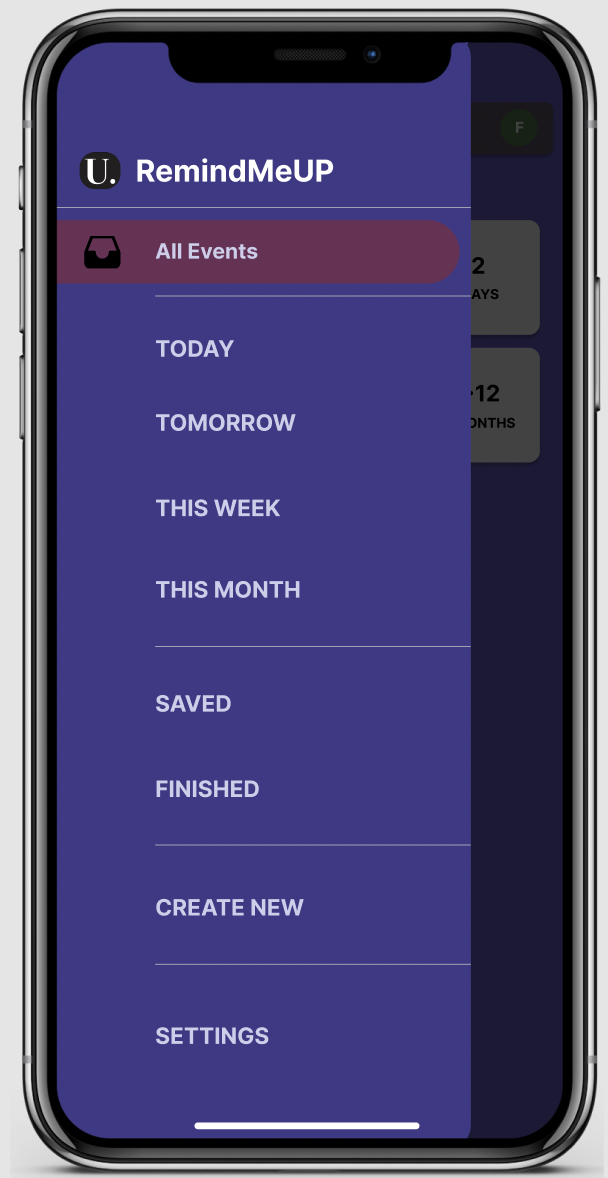 F
U. RemindMeUP
All Events
2
AYS
TODAY
TOMORROW
-12
ONTHS
THIS WEEK
THIS MONTH
SAVED
FINISHED
CREATE NEW
SETTINGS